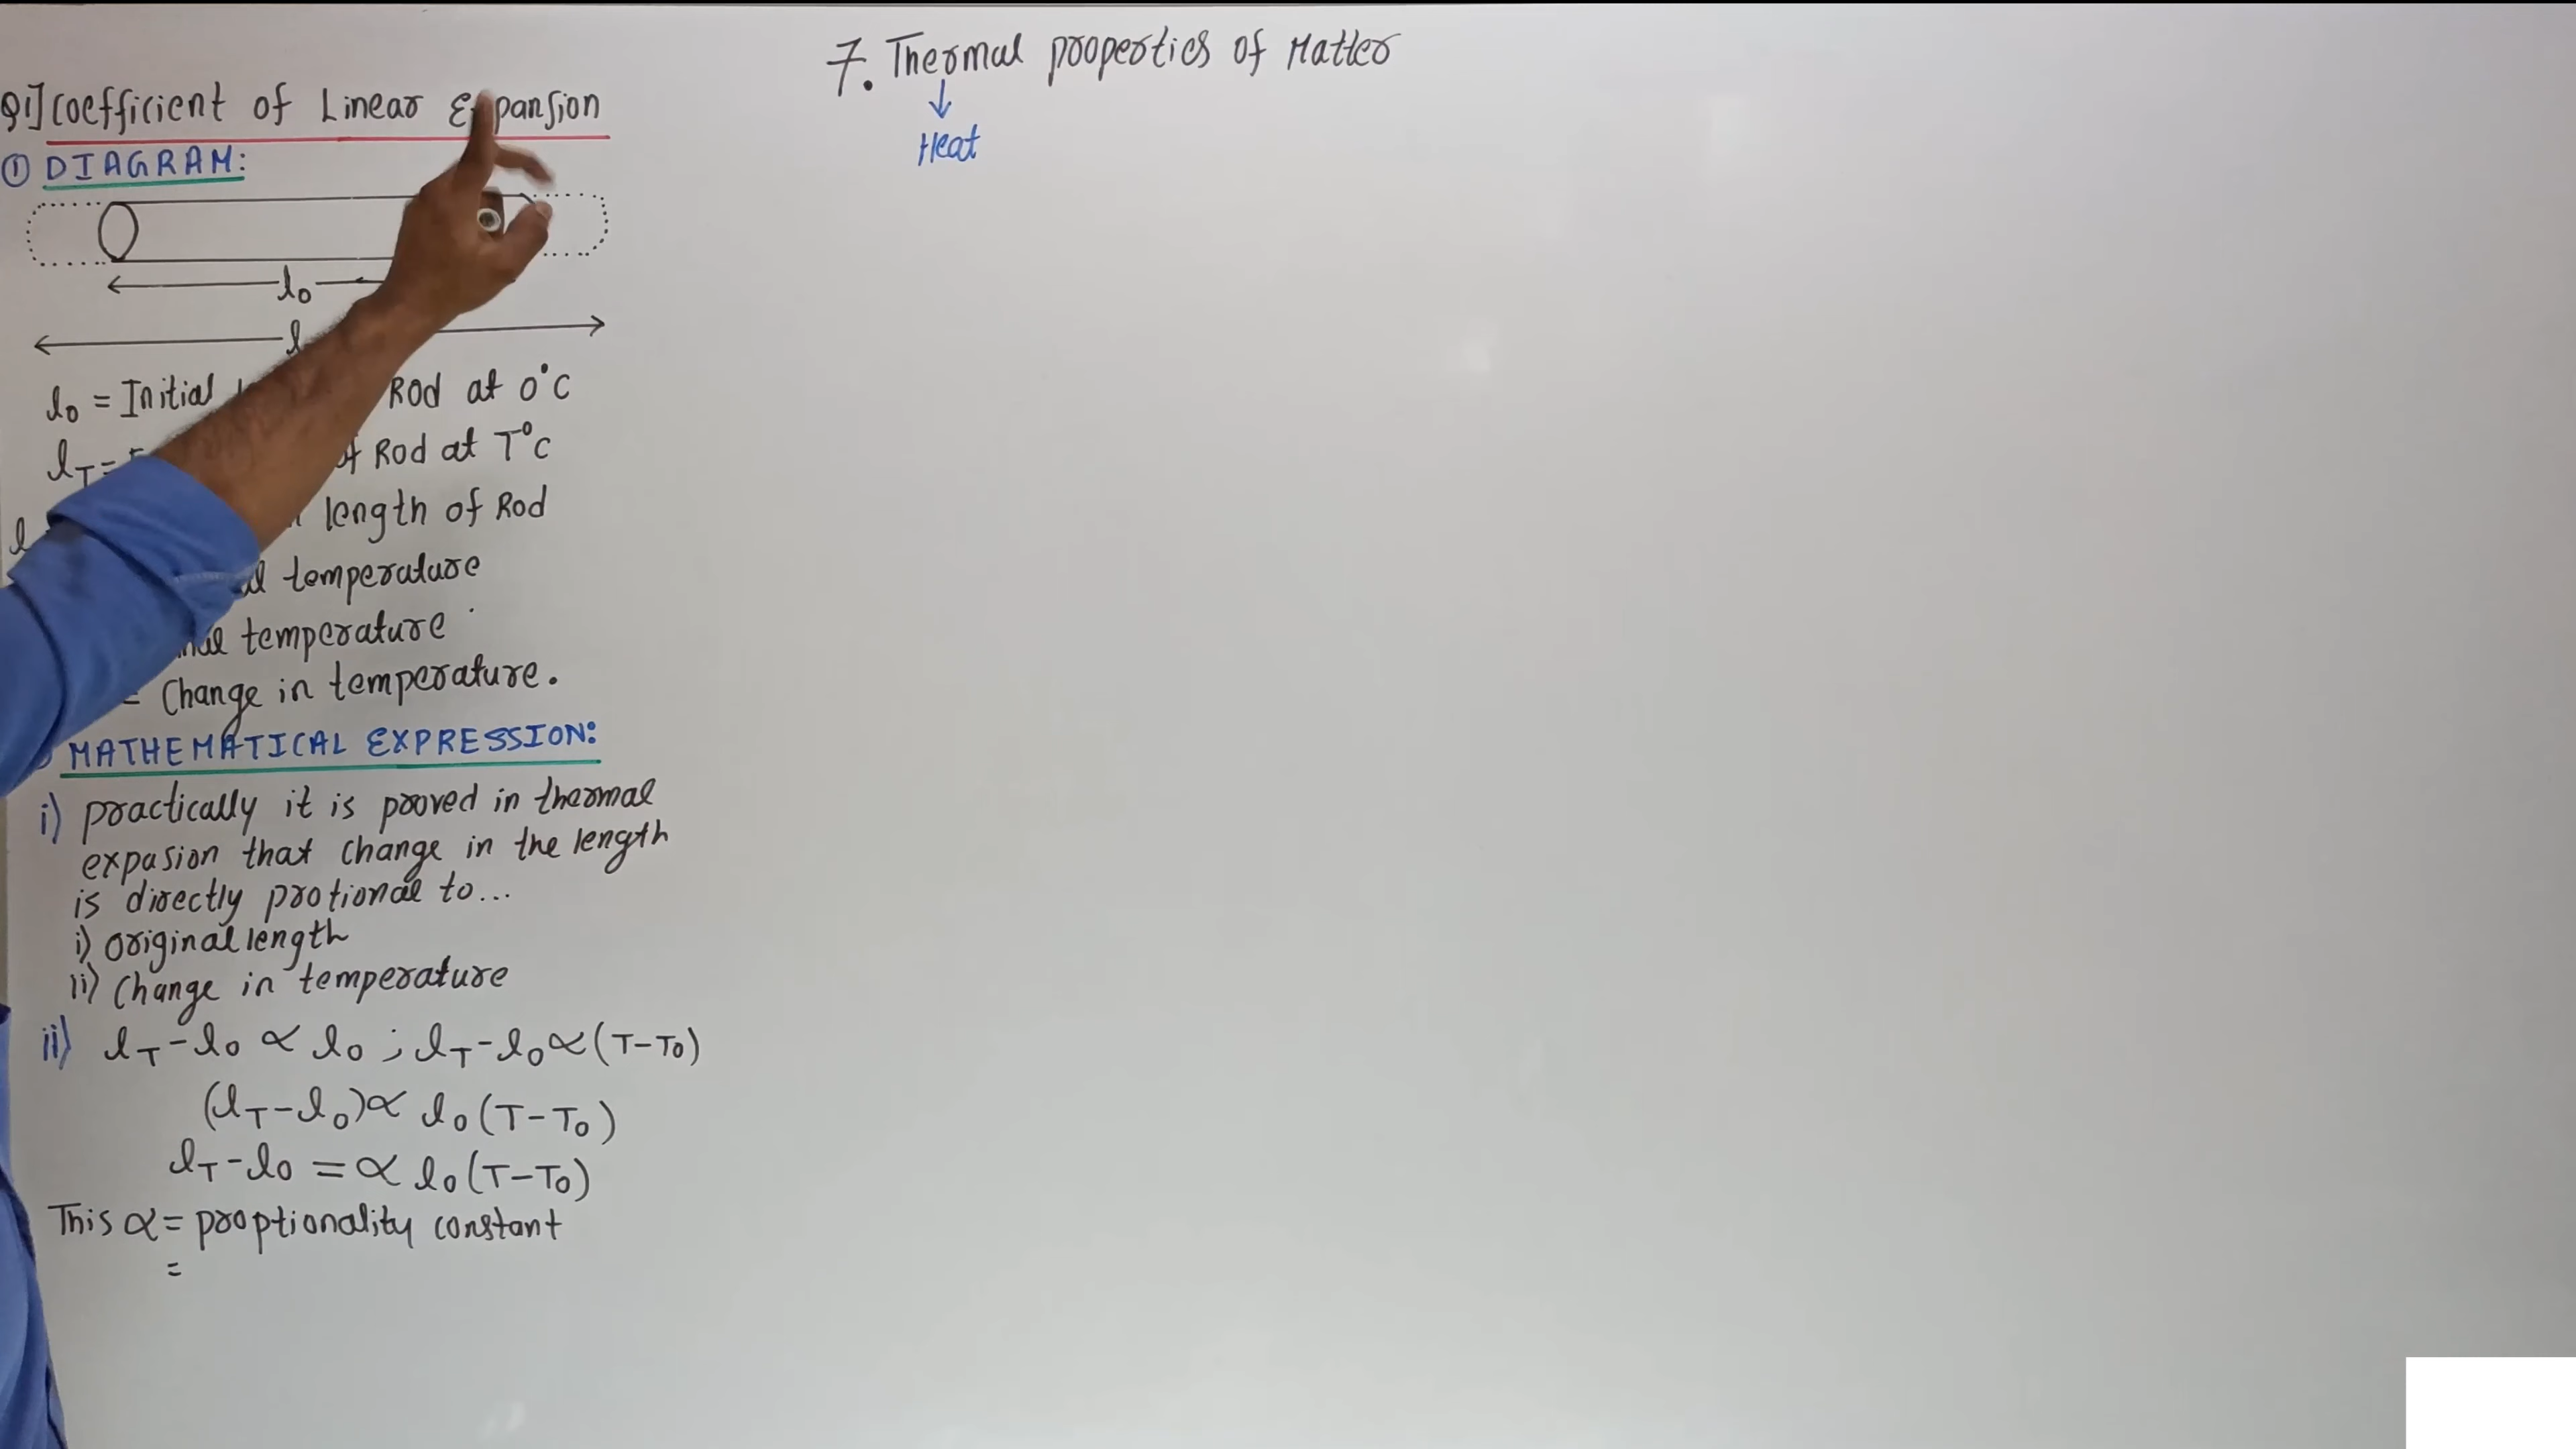 7. Thermal properties of Matter
Heat
Q1] Coefficient of Linear Expansion
① DIAGRAM:
l₀
l
l₀ = Initial Rod at 0°C
l_T = of Rod at T°C
l length of Rod
temperature
temperature
= Change in temperature.
MATHEMATICAL EXPRESSION:
i) practically it is proved in thermal
expasion that change in the length
is directly protional to...
i) original length
ii) Change in temperature
ii) l_T - l₀ ∝ l₀ ; l_T - l₀ ∝ (T - T₀)
(l_T - l₀) ∝ l₀ (T - T₀)
l_T - l₀ = ∝ l₀ (T - T₀)
This ∝ = proptionality constant
=